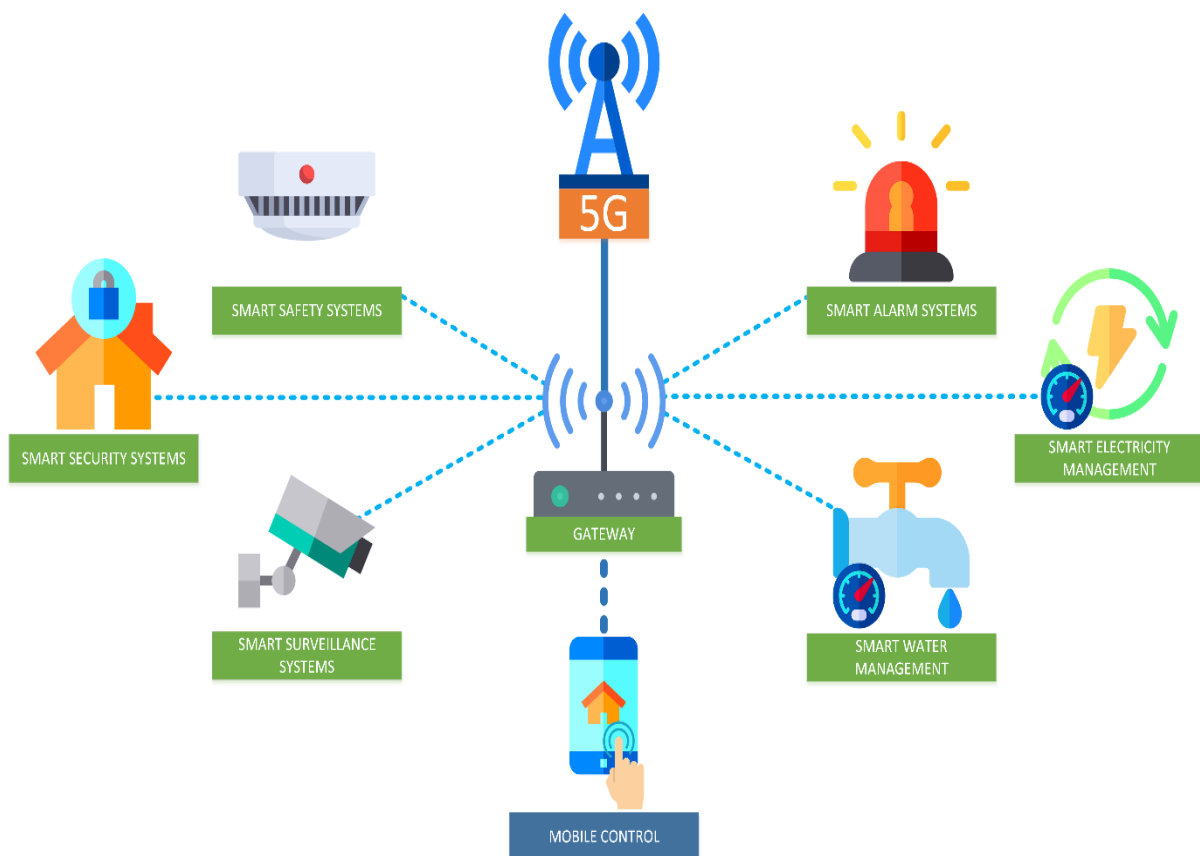 5G
SMART SAFETY SYSTEMS
SMART ALARM SYSTEMS
SMART SECURITY SYSTEMS
SMART ELECTRICITY
MANAGEMENT
GATEWAY
SMART SURVEILLANCE
SYSTEMS
SMART WATER
MANAGEMENT
MOBILE CONTROL